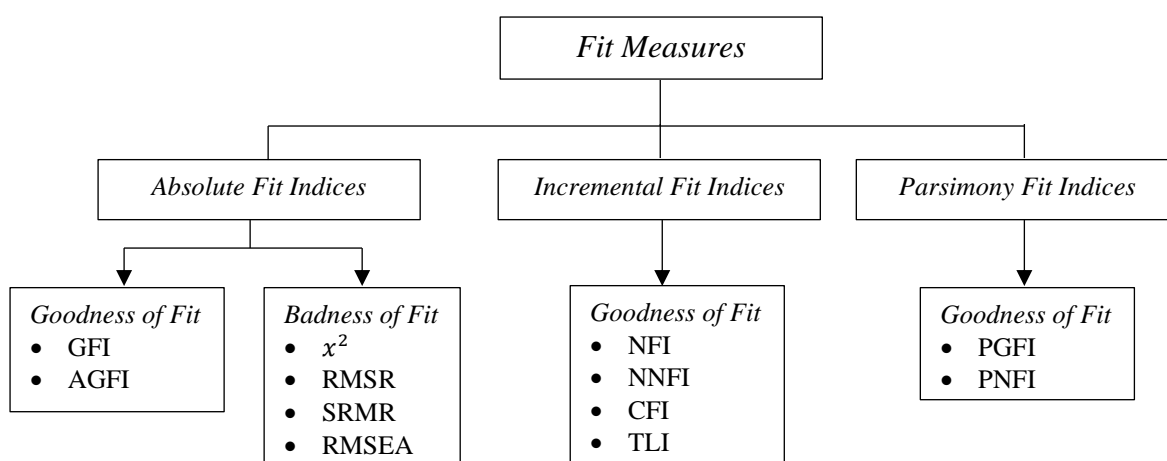 Fit Measures
Absolute Fit Indices
Incremental Fit Indices
Parsimony Fit Indices
Goodness of Fit
• GFI
• AGFI
Badness of Fit
• x²
• RMSR
• SRMR
• RMSEA
Goodness of Fit
• NFI
• NNFI
• CFI
• TLI
Goodness of Fit
• PGFI
• PNFI